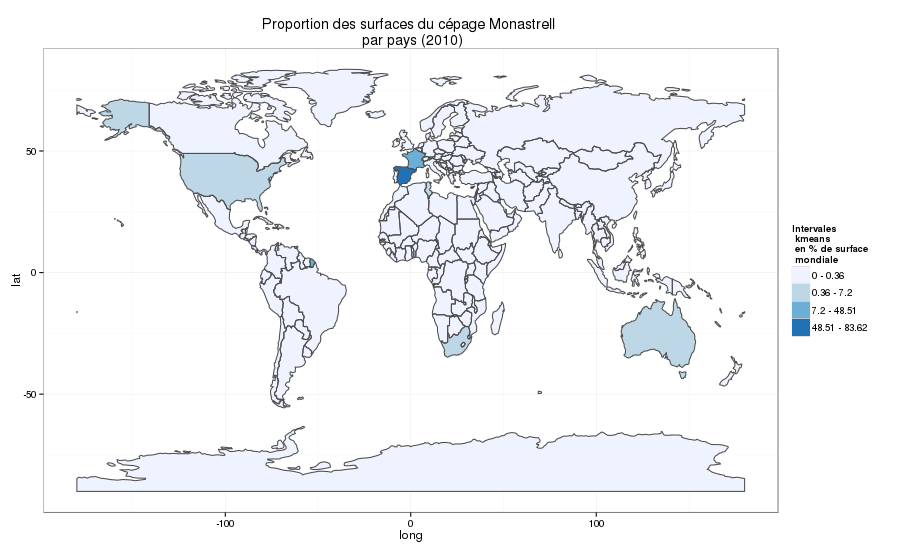 Proportion des surfaces du cépage Monastrell
par pays (2010)
50
0
-50
lat
-100
0
100
long
Intervales
kmeans
en % de surface
mondiale
0 - 0.36
0.36 - 7.2
7.2 - 48.51
48.51 - 83.62